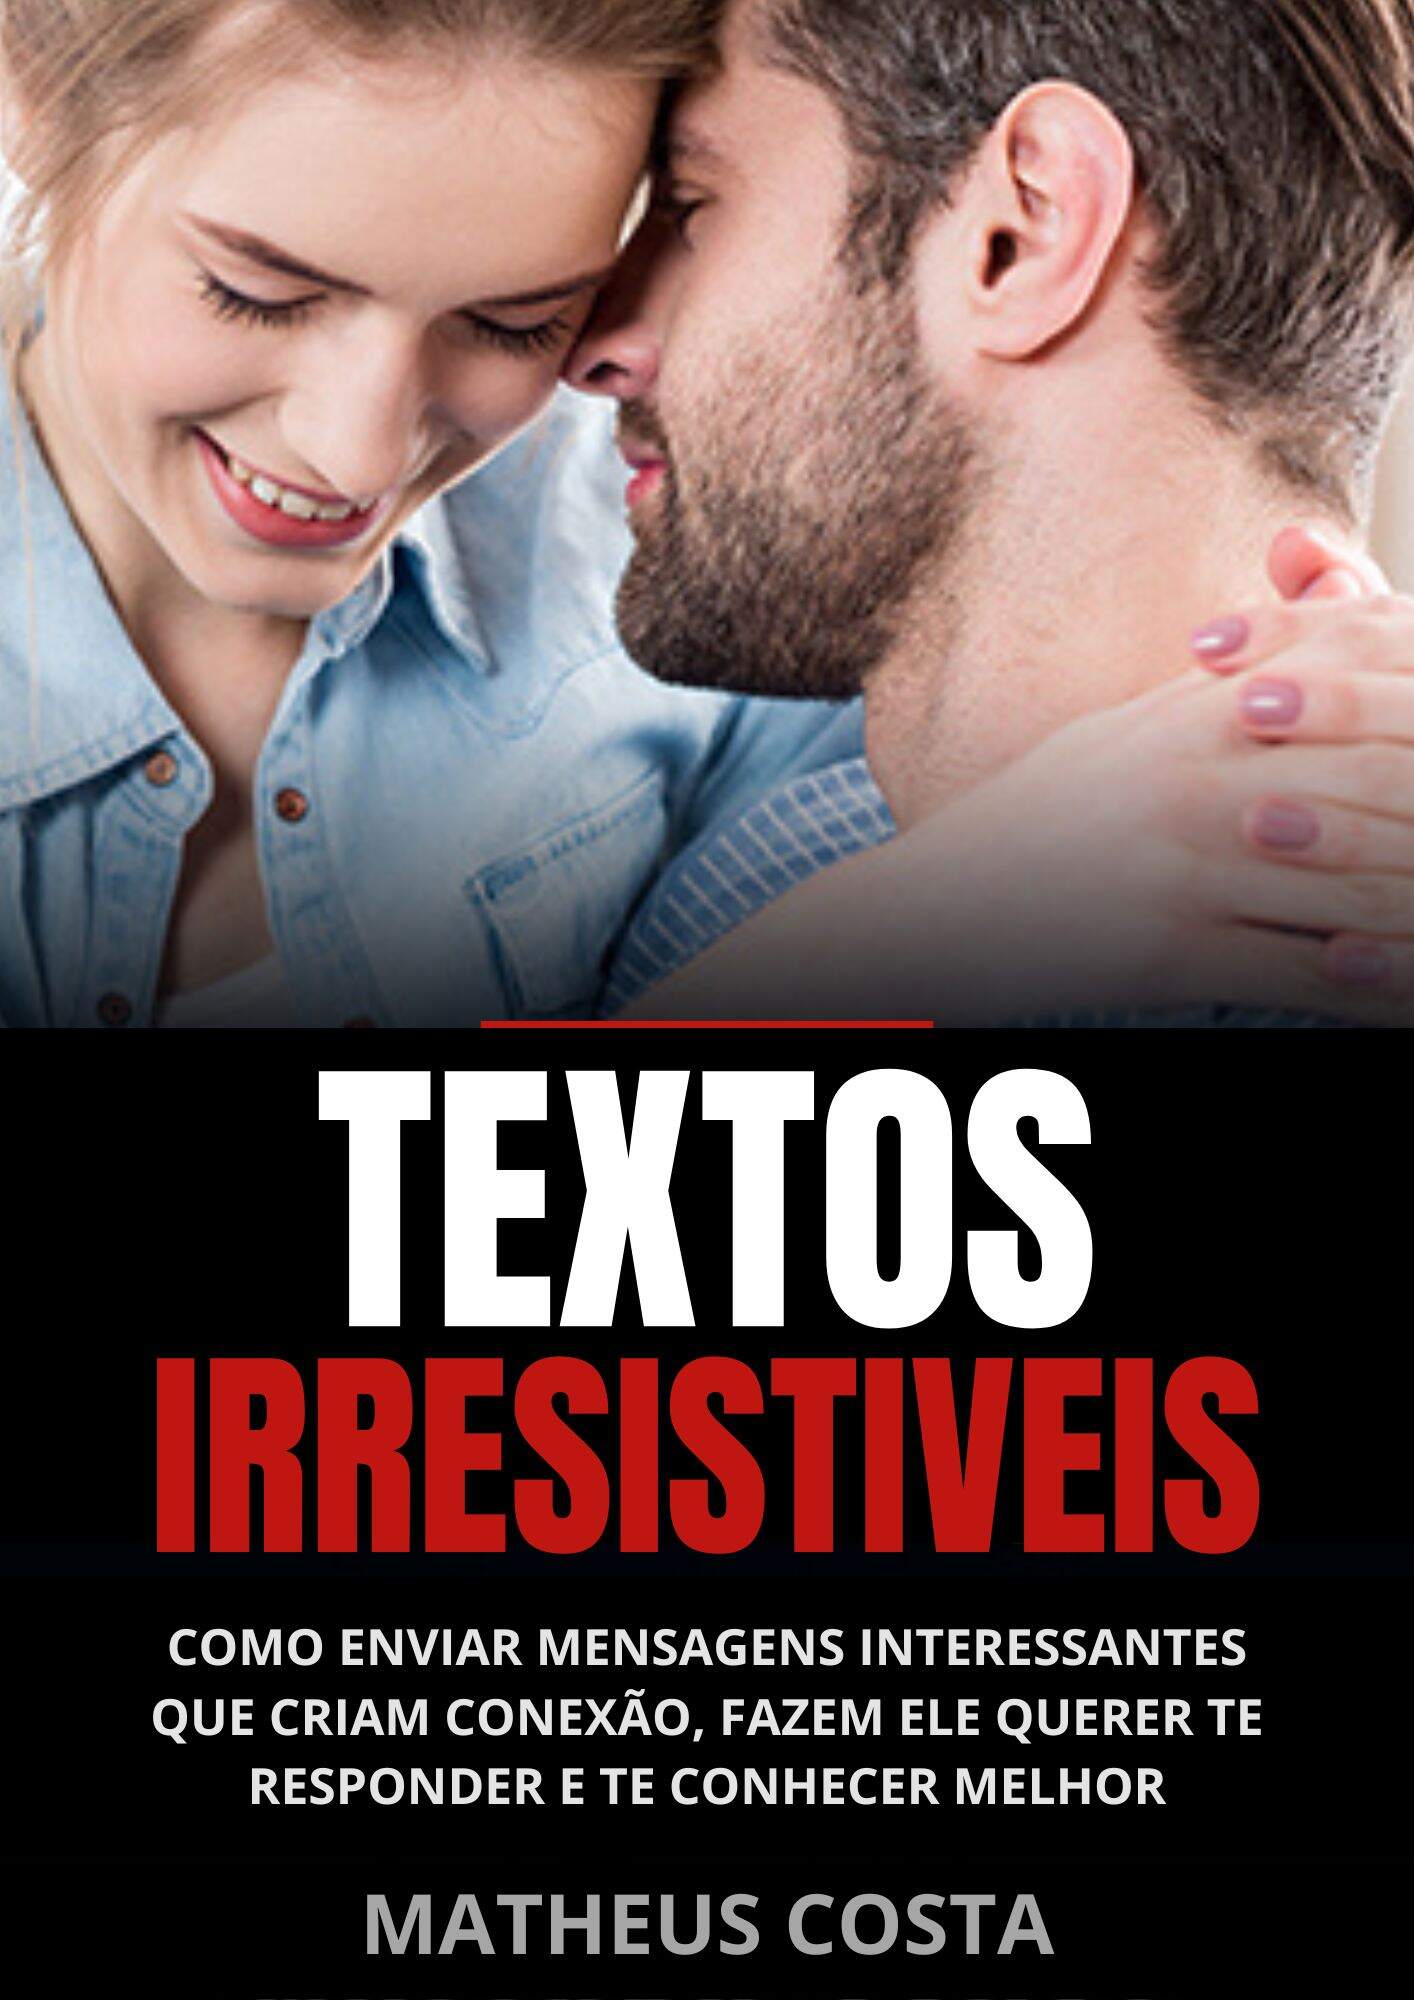 TEXTOS
IRRESISTIVEIS
COMO ENVIAR MENSAGENS INTERESSANTES
QUE CRIAM CONEXÃO, FAZEM ELE QUERER TE
RESPONDER E TE CONHECER MELHOR
MATHEUS COSTA